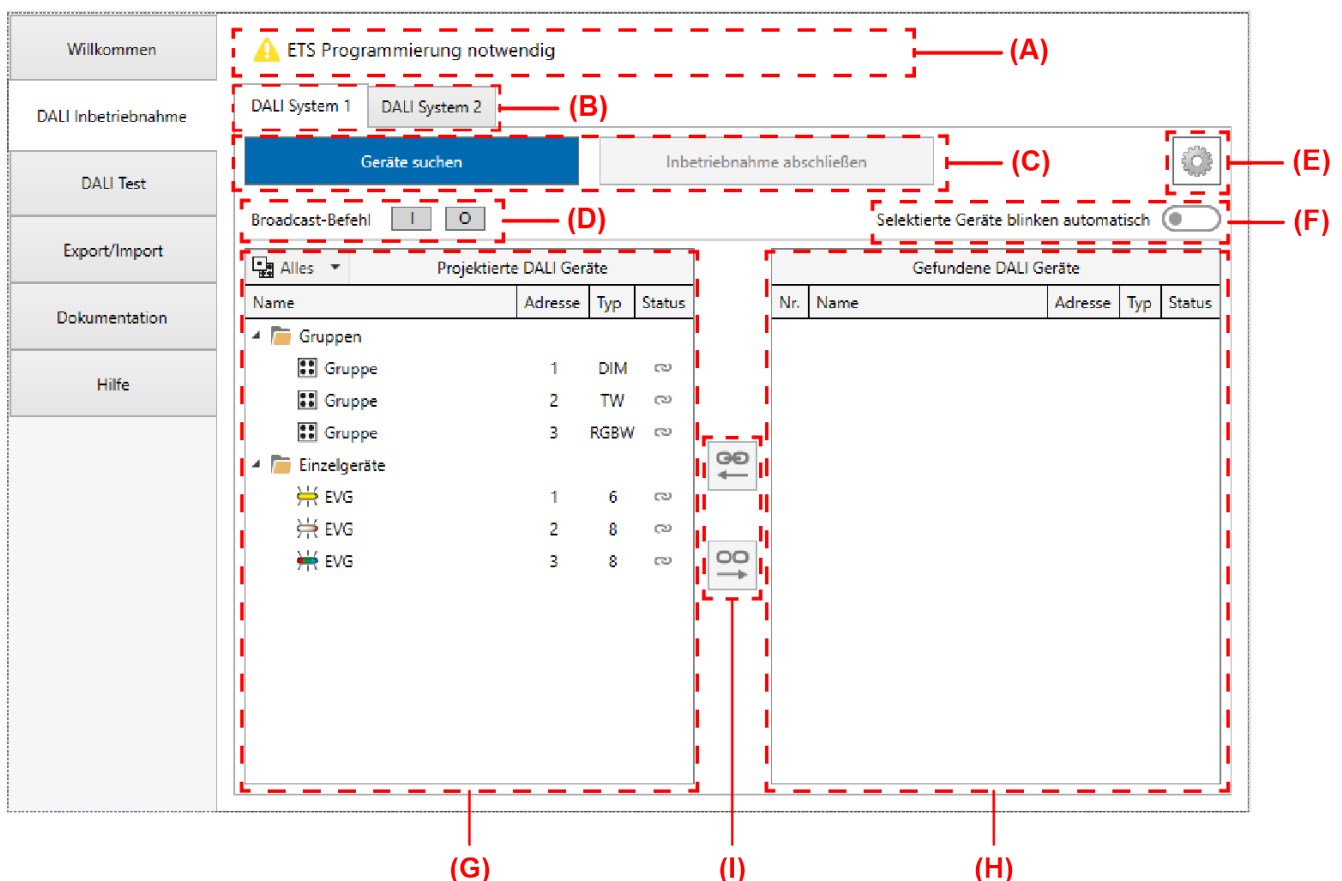 Willkommen
DALI Inbetriebnahme
DALI Test
Export/Import
Dokumentation
Hilfe
ETS Programmierung notwendig (A)
DALI System 1 DALI System 2 (B)
Geräte suchen Inbetriebnahme abschließen (C) (E)
Broadcast-Befehl I O (D) Selektierte Geräte blinken automatisch (F)
Alles Projektierte DALI Geräte
Name Adresse Typ Status
Gruppen
Gruppe 1 DIM
Gruppe 2 TW
Gruppe 3 RGBW
Einzelgeräte
EVG 1 6
EVG 2 8
EVG 3 8
Gefundene DALI Geräte
Nr. Name Adresse Typ Status
(G) (I) (H)